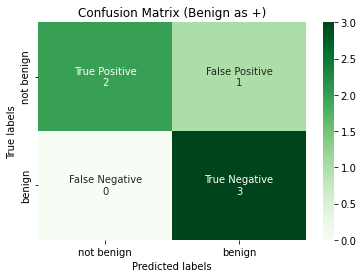 Confusion Matrix (Benign as +)
True labels
not benign
benign
True Positive
2
False Positive
1
False Negative
0
True Negative
3
not benign
benign
Predicted labels
3.0
2.5
2.0
1.5
1.0
0.5
0.0